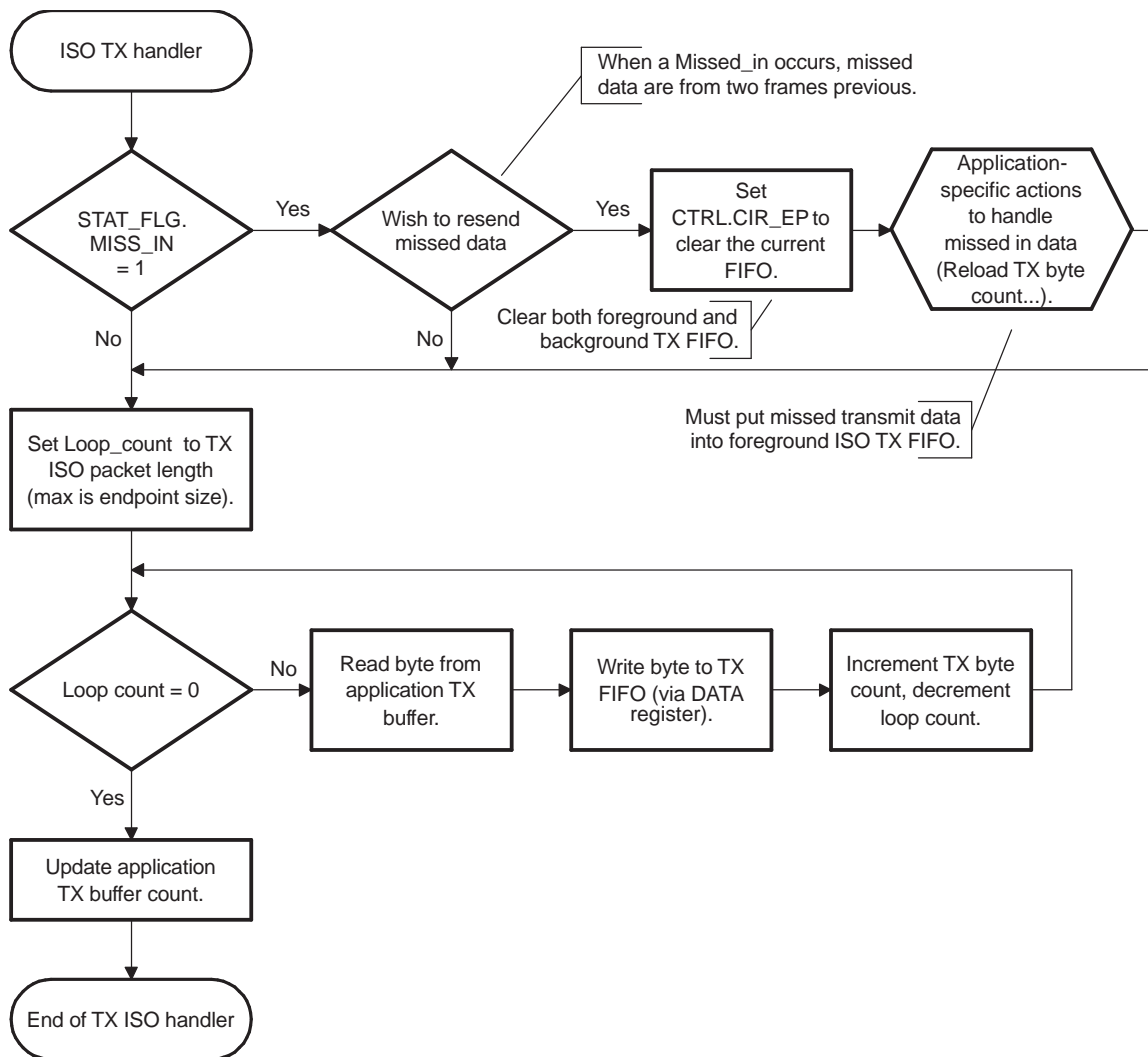 ISO TX handler
When a Missed_in occurs, missed
data are from two frames previous.
STAT_FLG.
MISS_IN
= 1
Yes
Wish to resend
missed data
Yes
Set
CTRL.CIR_EP to
clear the current
FIFO.
Application-
specific actions
to handle
missed in data
(Reload TX byte
count...).
Clear both foreground and
background TX FIFO.
No
No
Must put missed transmit data
into foreground ISO TX FIFO.
Set Loop_count to TX
ISO packet length
(max is endpoint size).
Loop count = 0
No
Read byte from
application TX
buffer.
Write byte to TX
FIFO (via DATA
register).
Increment TX byte
count, decrement
loop count.
Yes
Update application
TX buffer count.
End of TX ISO handler